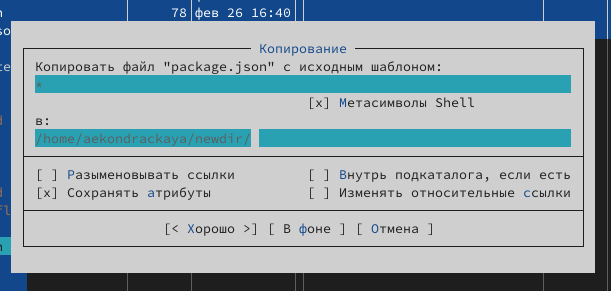 78 фев 26 16:40
Копирование
Копировать файл "package.json" с исходным шаблоном:
*
[x] Метасимволы Shell
в:
/home/aekondrackaya/newdir/
[ ] Разыменовывать ссылки [ ] Внутрь подкаталога, если есть
[x] Сохранять атрибуты [ ] Изменять относительные ссылки
[< Хорошо >] [ В фоне ] [ Отмена ]